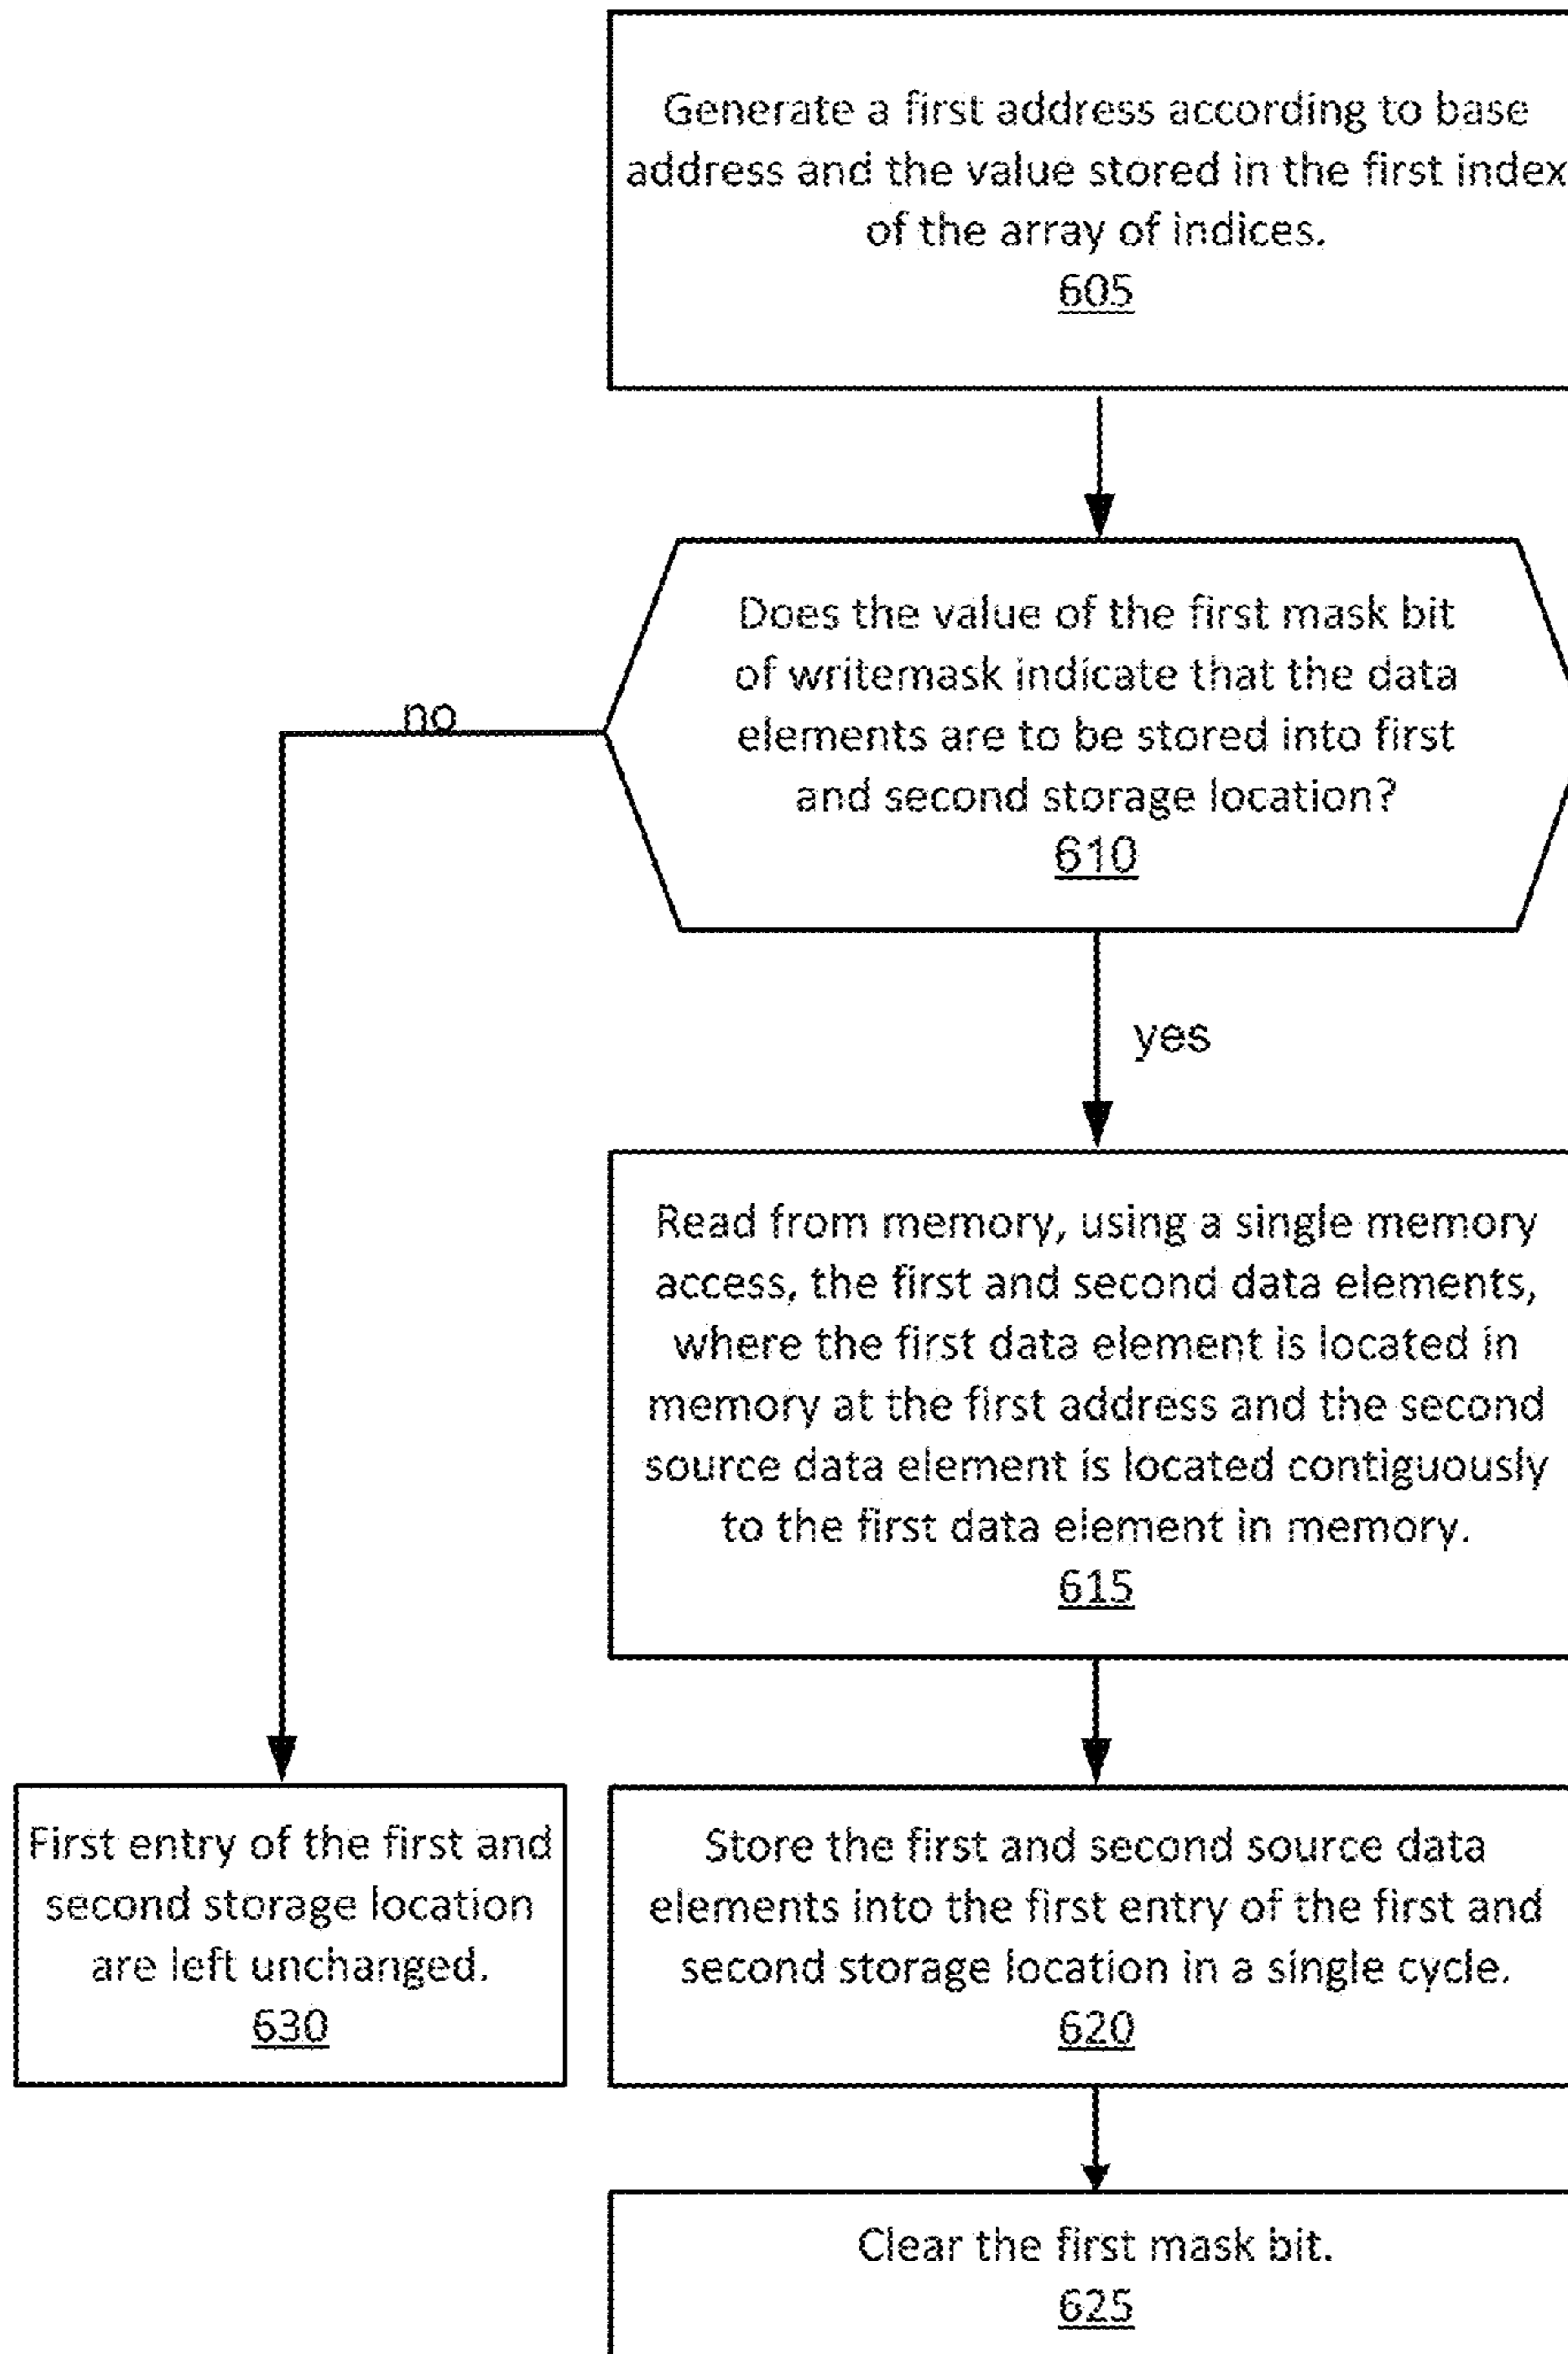 Generate a first address according to base
address and the value stored in the first index
of the array of indices.
605
Does the value of the first mask bit
of writemask indicate that the data
elements are to be stored into first
and second storage location?
610
no
yes
Read from memory, using a single memory
access, the first and second data elements,
where the first data element is located in
memory at the first address and the second
source data element is located contiguously
to the first data element in memory.
615
First entry of the first and
second storage location
are left unchanged.
630
Store the first and second source data
elements into the first entry of the first and
second storage location in a single cycle.
620
Clear the first mask bit.
625